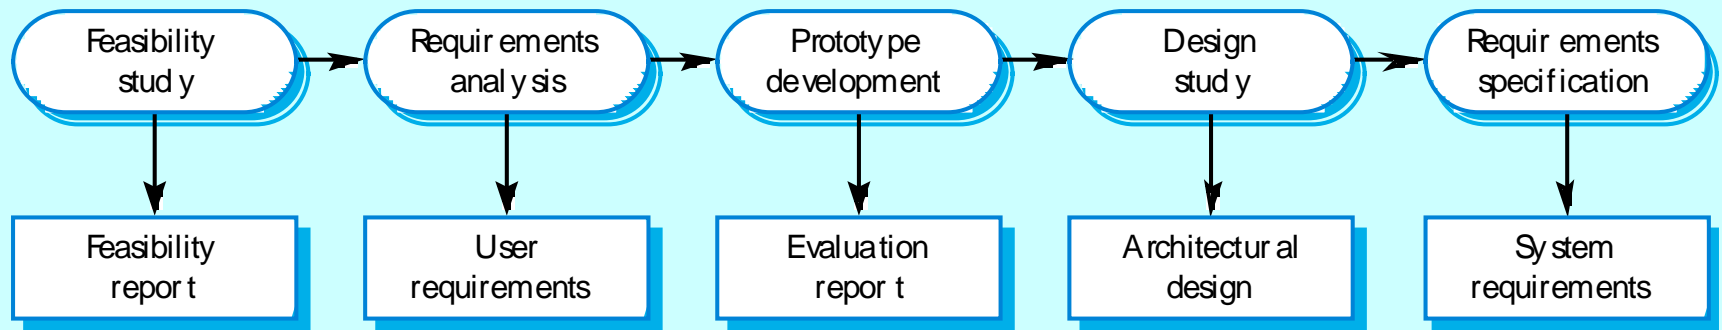 Feasibility
study
Requirements
analysis
Prototype
development
Design
study
Requirements
specification
Feasibility
report
User
requirements
Evaluation
report
Architectural
design
System
requirements